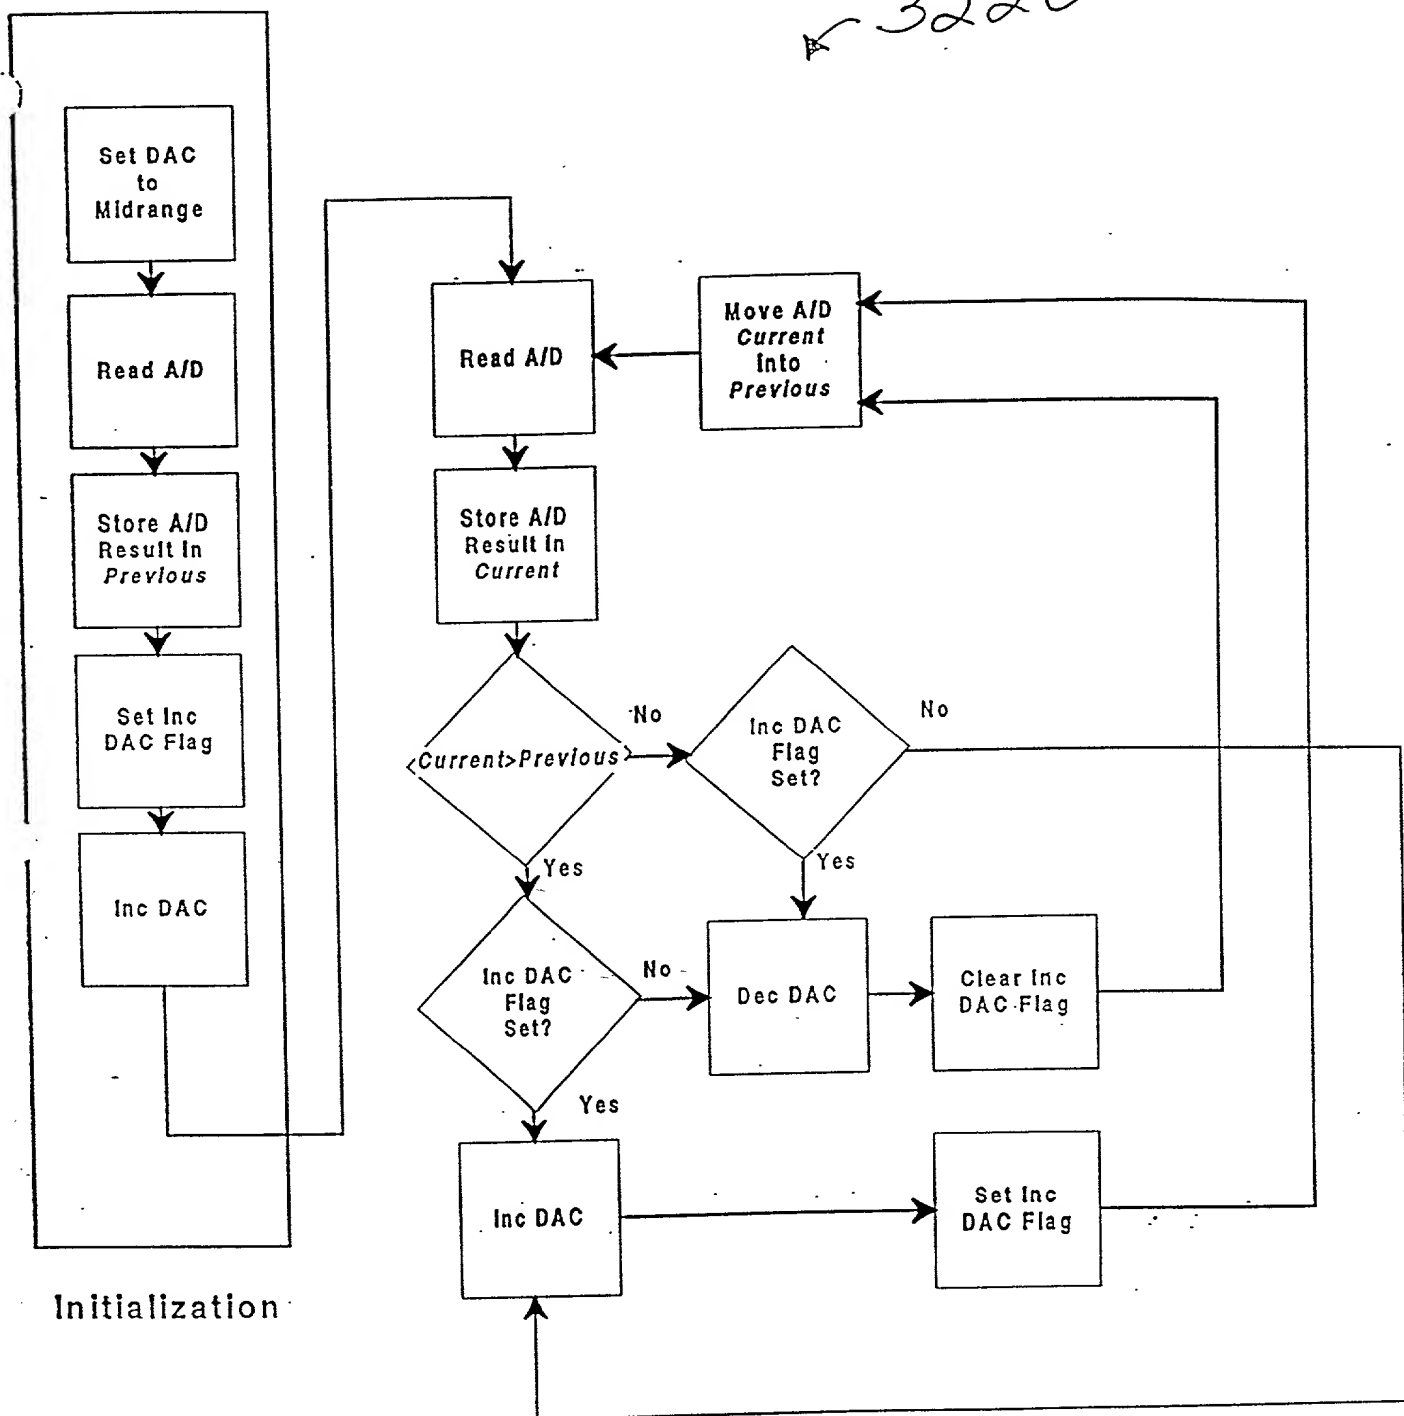 Set DAC
to
Midrange
Read A/D
Store A/D
Result In
Previous
Set Inc
DAC Flag
Inc DAC
Initialization
Read A/D
Move A/D
Current
Into
Previous
Store A/D
Result In
Current
Current>Previous
No
Inc DAC
Flag
Set?
No
Yes
Yes
Inc DAC
Flag
Set?
No
Dec DAC
Clear Inc
DAC Flag
Yes
Inc DAC
Set Inc
DAC Flag